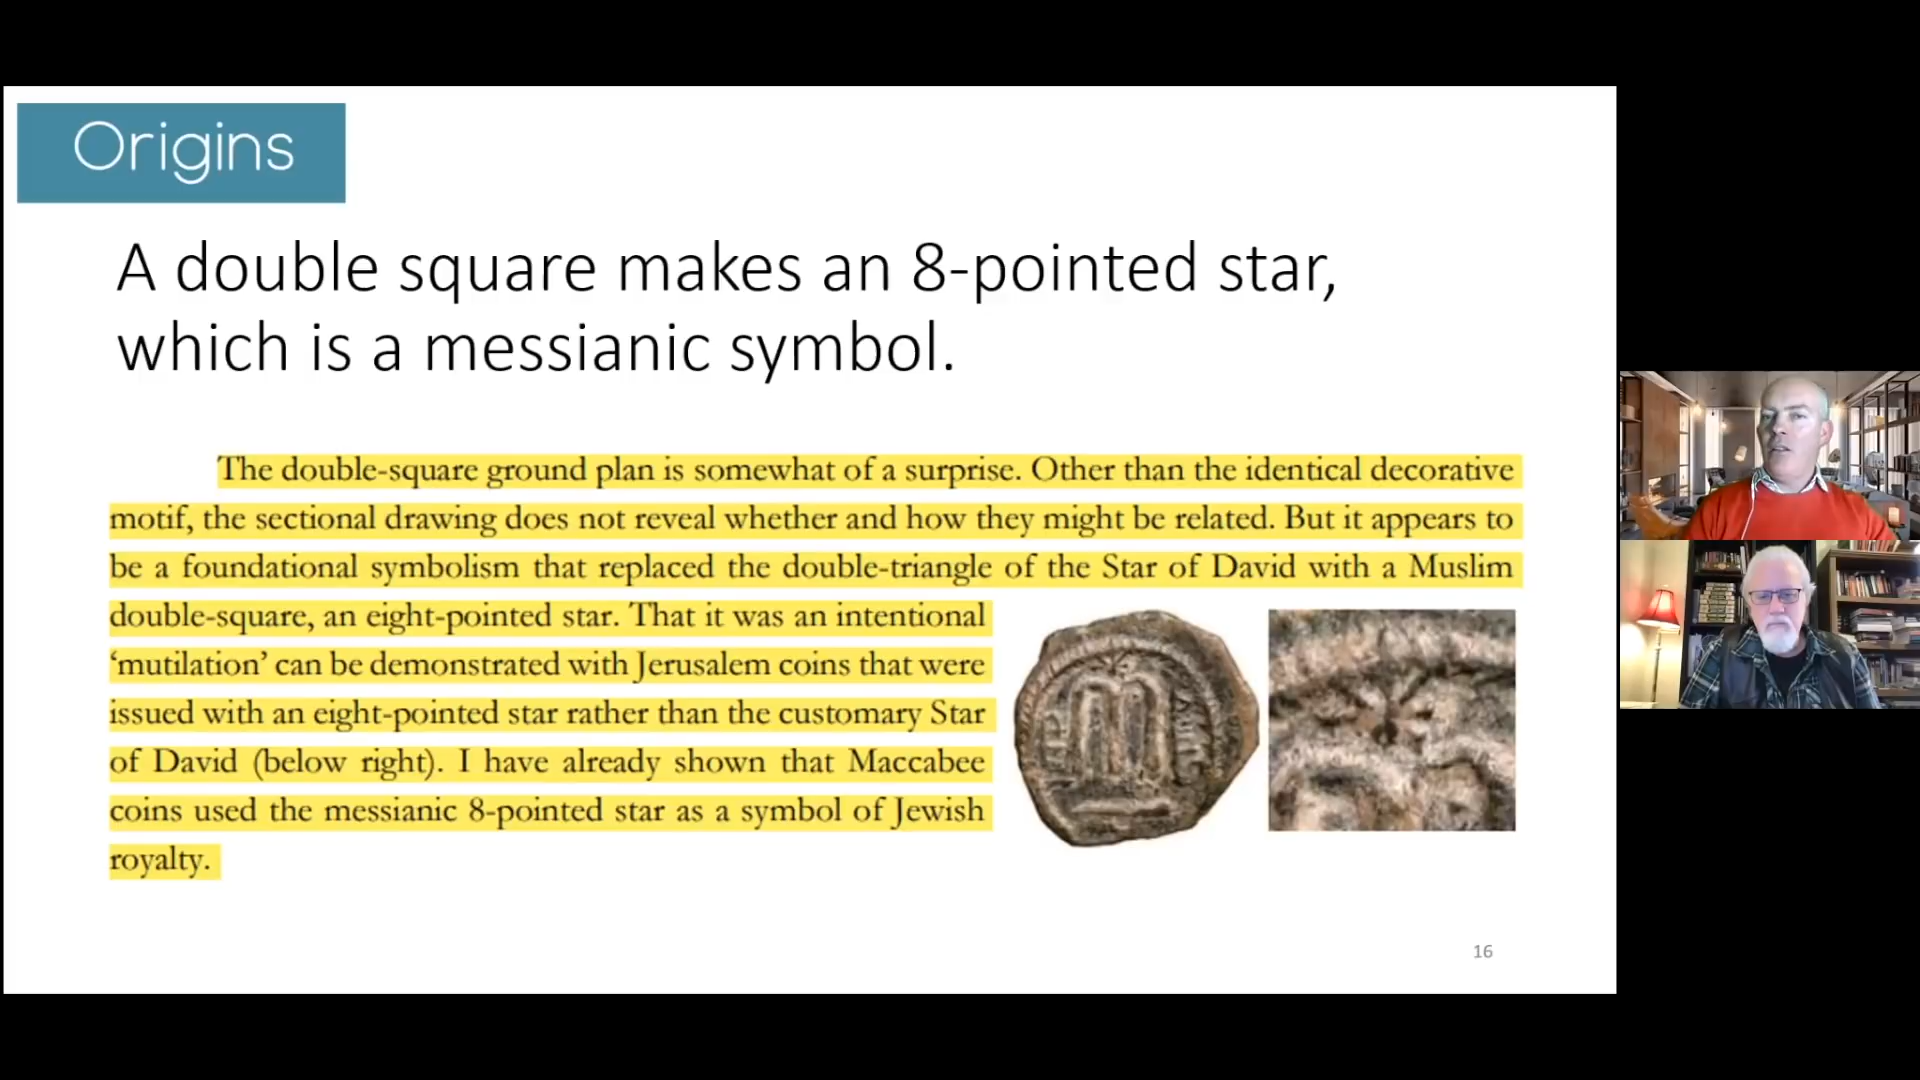 Origins
A double square makes an 8-pointed star,
which is a messianic symbol.
The double-square ground plan is somewhat of a surprise. Other than the identical decorative
motif, the sectional drawing does not reveal whether and how they might be related. But it appears to
be a foundational symbolism that replaced the double-triangle of the Star of David with a Muslim
double-square, an eight-pointed star. That it was an intentional
‘mutilation’ can be demonstrated with Jerusalem coins that were
issued with an eight-pointed star rather than the customary Star
of David (below right). I have already shown that Maccabee
coins used the messianic 8-pointed star as a symbol of Jewish
royalty.
16